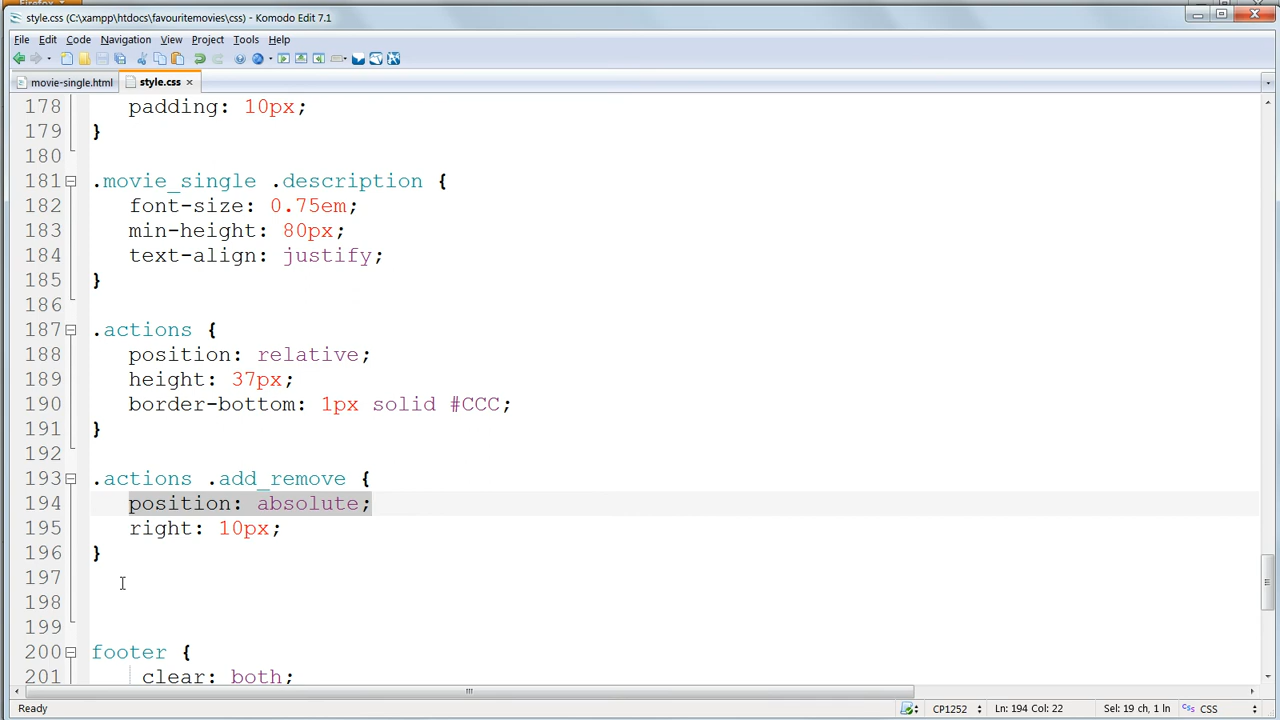 Firefox
style.css (C:\xampp\htdocs\favouritemovies\css) - Komodo Edit 7.1
File Edit Code Navigation View Project Tools Help
movie-single.html style.css ×
178 padding: 10px;
179 }
180
181 .movie_single .description {
182 font-size: 0.75em;
183 min-height: 80px;
184 text-align: justify;
185 }
186
187 .actions {
188 position: relative;
189 height: 37px;
190 border-bottom: 1px solid #CCC;
191 }
192
193 .actions .add_remove {
194 position: absolute;
195 right: 10px;
196 }
197
198
199
200 footer {
201 clear: both;
Ready CP1252 Ln: 194 Col: 22 Sel: 19 ch, 1 ln CSS